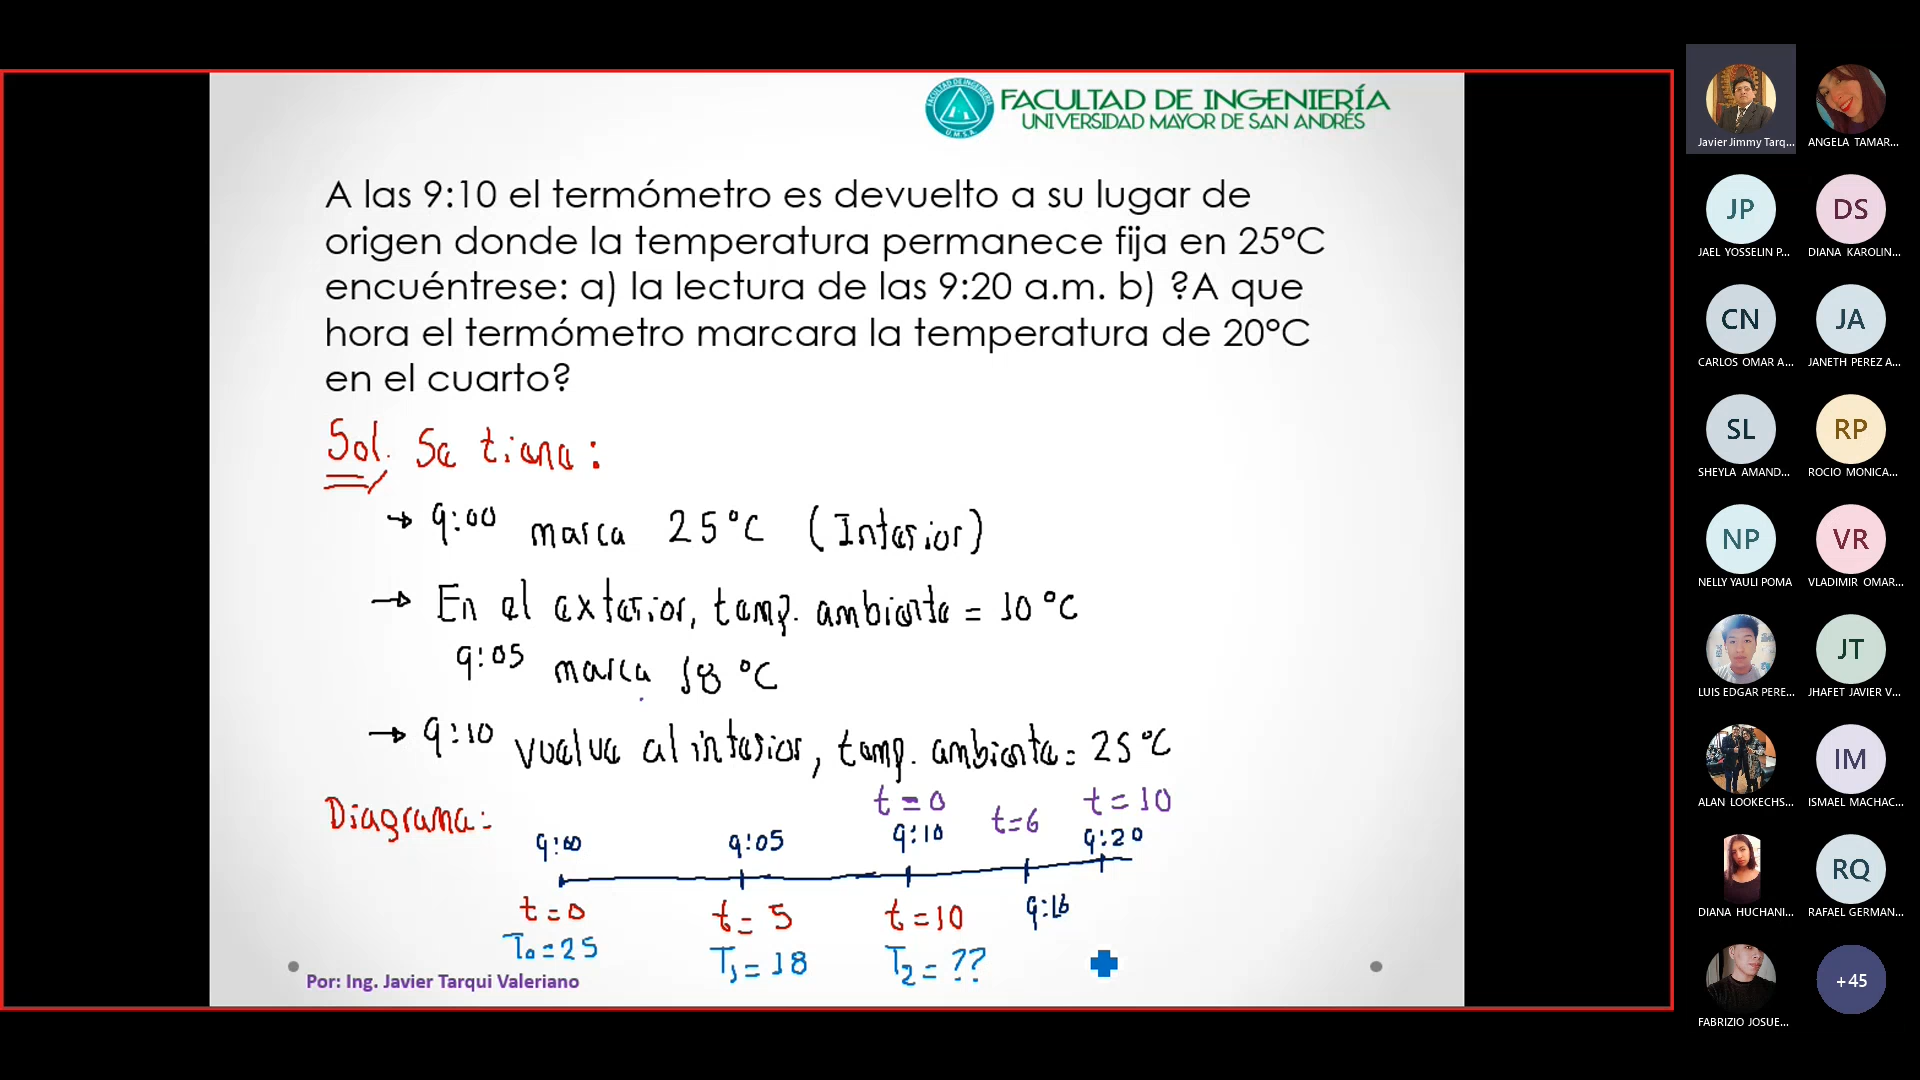 FACULTAD DE INGENIERÍA
UNIVERSIDAD MAYOR DE SAN ANDRÉS
A las 9:10 el termómetro es devuelto a su lugar de
origen donde la temperatura permanece fija en 25°C
encuéntrese: a) la lectura de las 9:20 a.m. b) ?A que
hora el termómetro marcara la temperatura de 20°C
en el cuarto?
Sol. Se tiene:
→ 9:00 marca 25°C (Interior)
→ En el exterior, temp. ambiente = 10°C
9:05 marca 18°C
→ 9:10 vuelve al interior, temp. ambiente = 25°C
t=0 t=6 t=10
Diagrama:
9:00 9:05 9:10 9:20
9:16
t=0 t=5 t=10
T₀=25 T₁=18 T₂=??
Por: Ing. Javier Tarqui Valeriano
Javier Jimmy Tarq...
ANGELA TAMAR...
JP
DS
JAEL YOSSELIN P...
DIANA KAROLIN...
CN
JA
CARLOS OMAR A...
JANETH PEREZ A...
SL
RP
SHEYLA AMAND...
ROCIO MONICA...
NP
VR
NELLY YAULI POMA
VLADIMIR OMAR...
JT
LUIS EDGAR PERE...
JHAFET JAVIER V...
IM
ALAN LOOKECHS...
ISMAEL MACHAC...
RQ
DIANA HUCHANI...
RAFAEL GERMAN...
+45
FABRIZIO JOSUE...